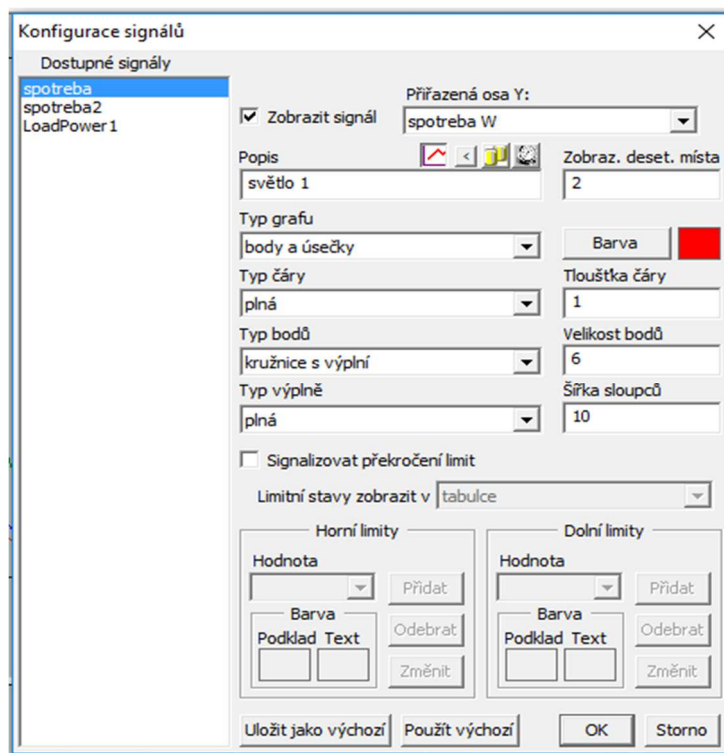 Konfigurace signálů
Dostupné signály
spotreba
spotreba2
LoadPower1
Zobrazit signál
Přiřazená osa Y:
spotreba W
Popis
Zobraz. deset. místa
světlo 1
2
Typ grafu
body a úsečky
Barva
Typ čáry
Tloušťka čáry
plná
1
Typ bodů
Velikost bodů
kružnice s výplní
6
Typ výplně
Šířka sloupců
plná
10
Signalizovat překročení limit
Limitní stavy zobrazit v
tabulce
Horní limity
Hodnota
Přidat
Barva
Podklad Text
Odebrat
Změnit
Dolní limity
Hodnota
Přidat
Barva
Podklad Text
Odebrat
Změnit
Uložit jako výchozí
Použít výchozí
OK
Storno